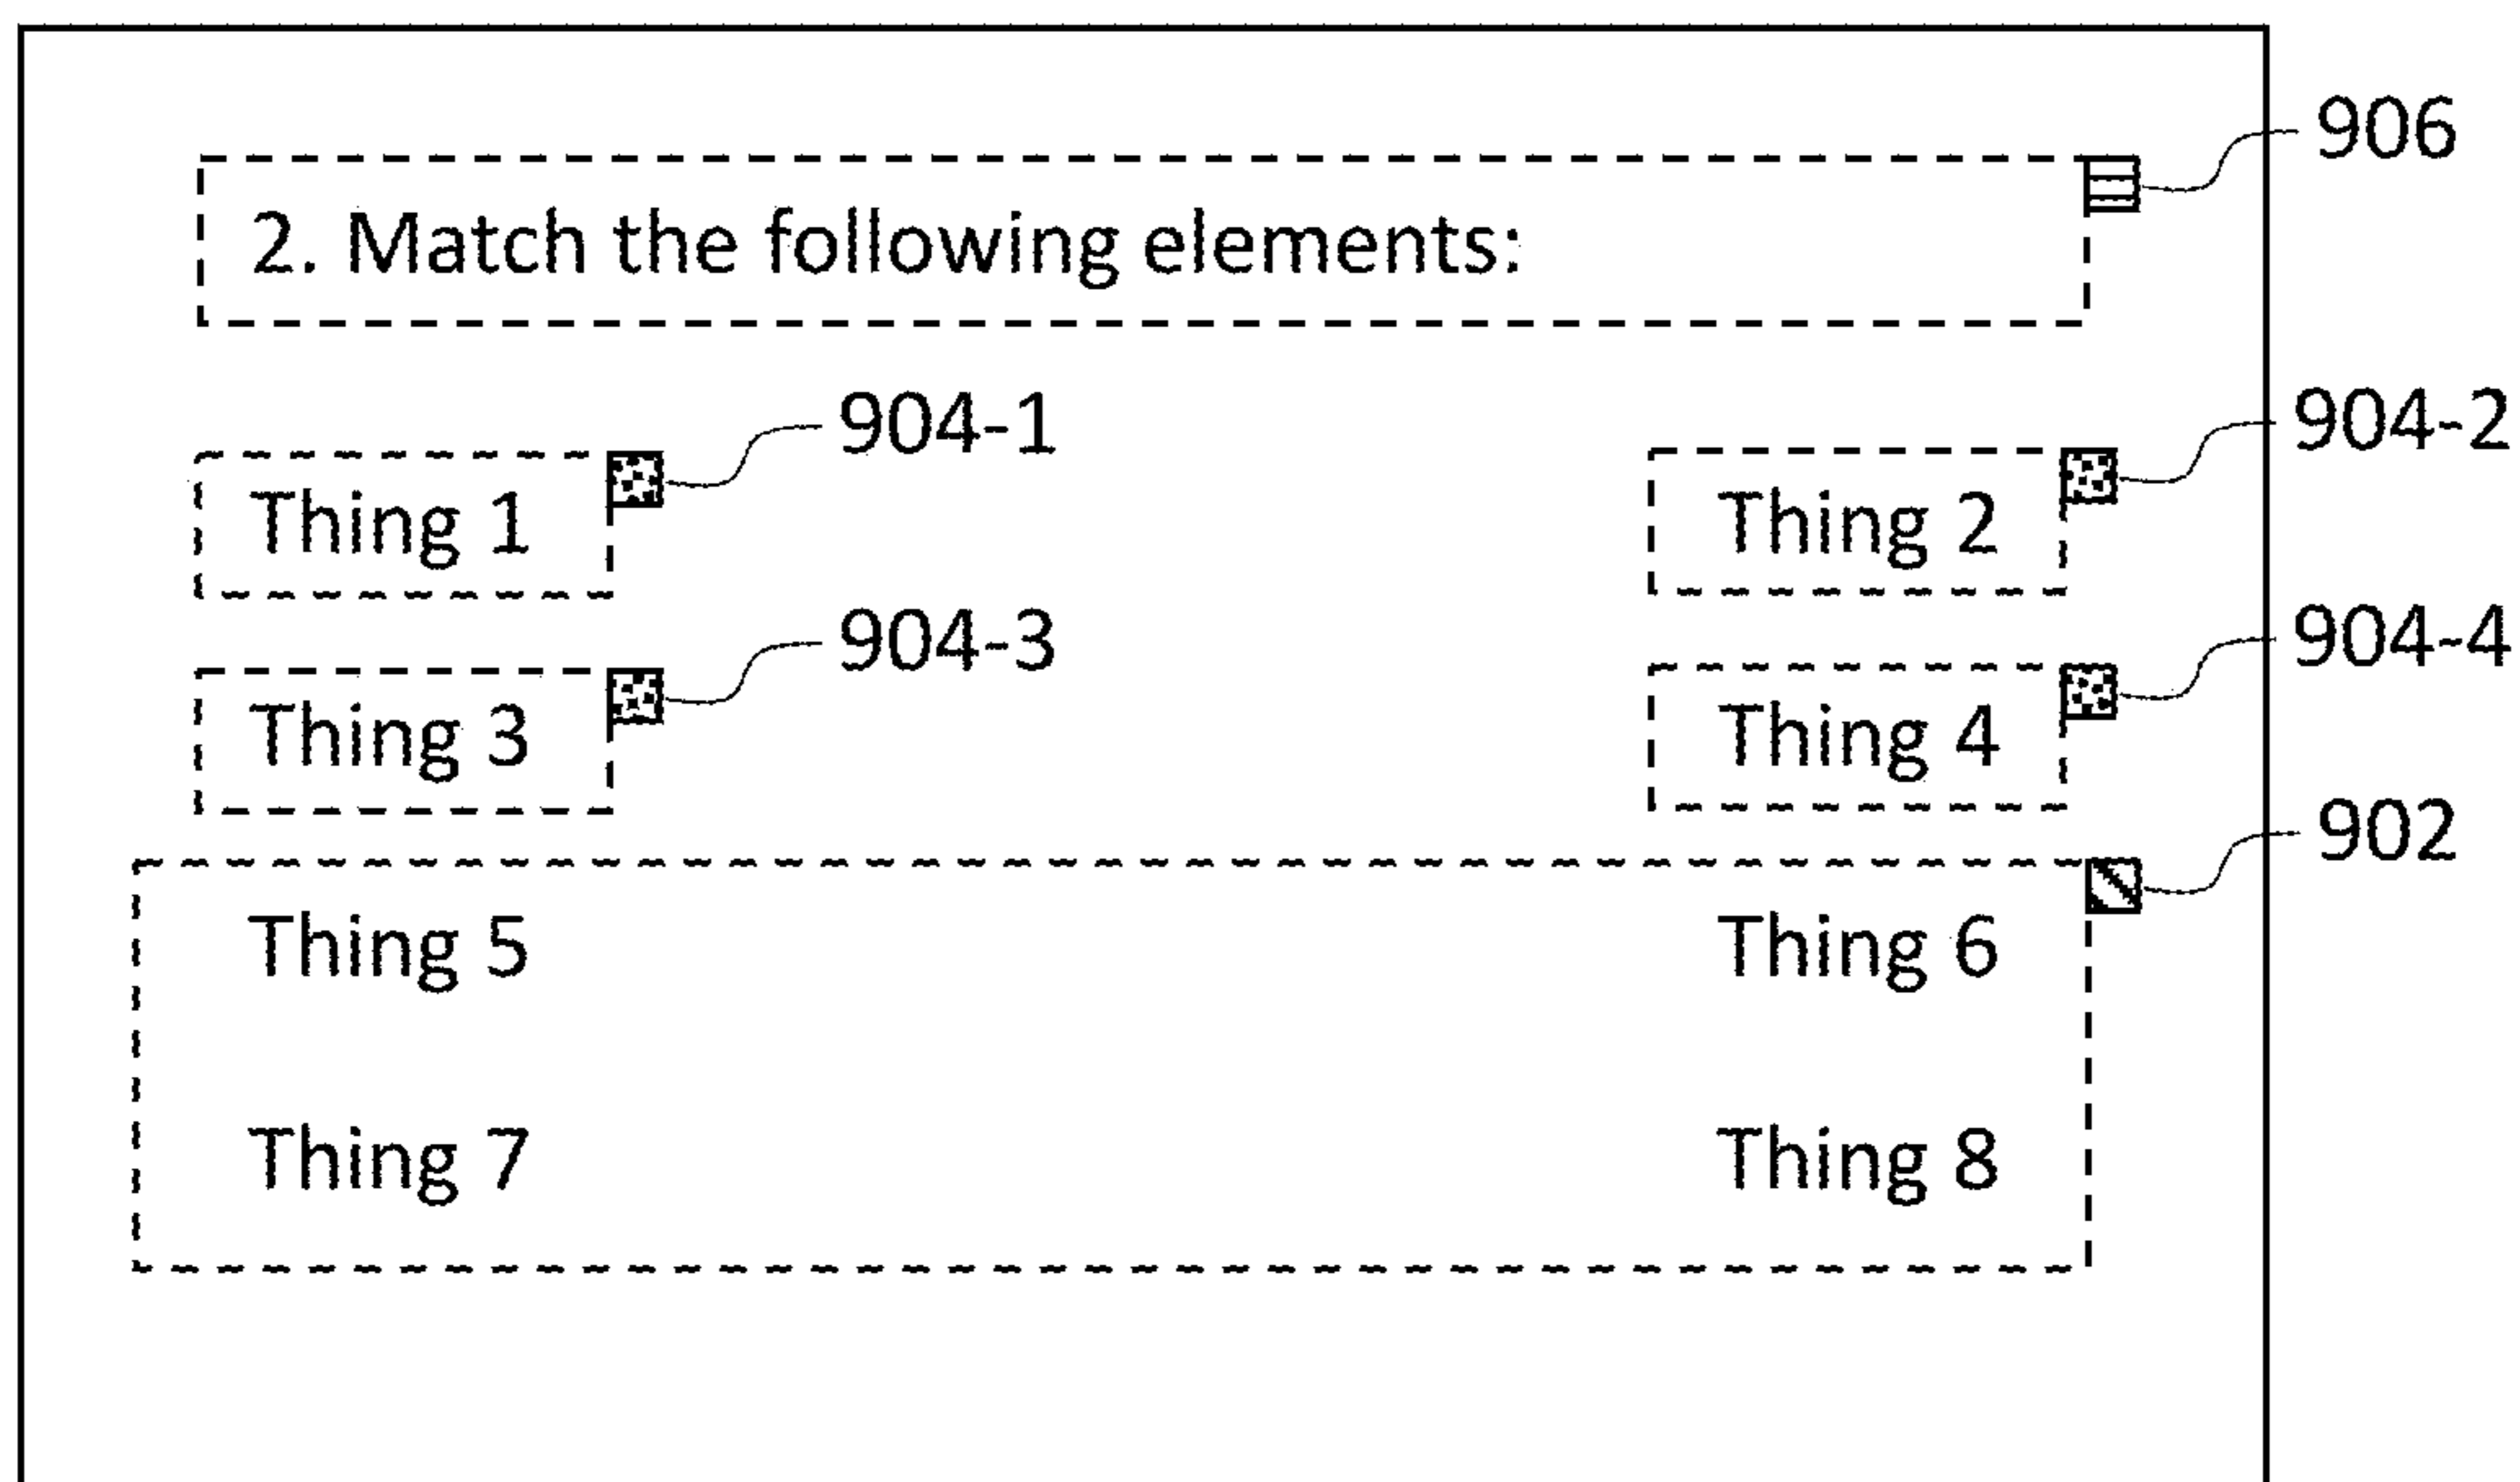 906
2. Match the following elements:
904-1 904-2
Thing 1 Thing 2
904-3 904-4
Thing 3 Thing 4
902
Thing 5 Thing 6
Thing 7 Thing 8